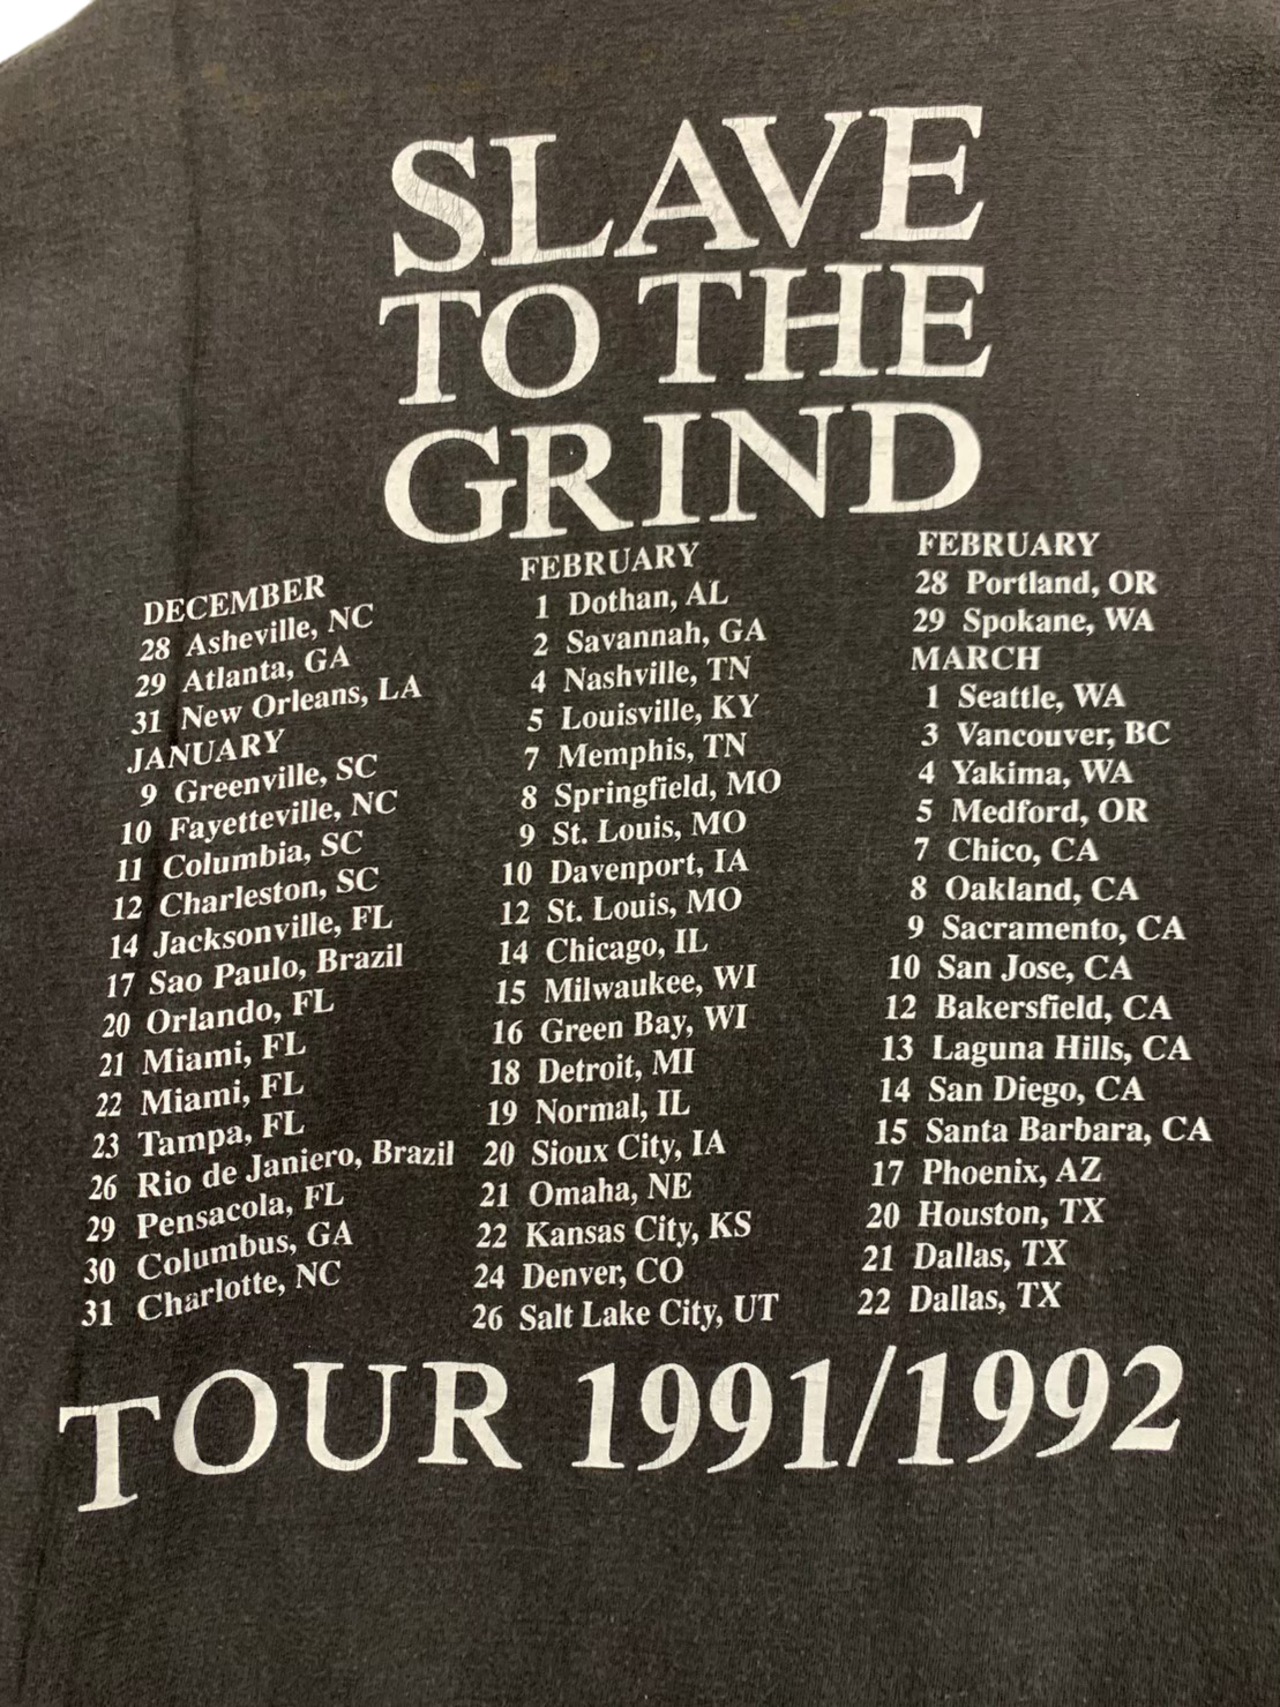 SLAVE
TO THE
GRIND
DECEMBER
28 Asheville, NC
29 Atlanta, GA
31 New Orleans, LA
JANUARY
9 Greenville, SC
10 Fayetteville, NC
11 Columbia, SC
12 Charleston, SC
14 Jacksonville, FL
17 Sao Paulo, Brazil
20 Orlando, FL
21 Miami, FL
22 Miami, FL
23 Tampa, FL
26 Rio de Janiero, Brazil
29 Pensacola, FL
30 Columbus, GA
31 Charlotte, NC
FEBRUARY
1 Dothan, AL
2 Savannah, GA
4 Nashville, TN
5 Louisville, KY
7 Memphis, TN
8 Springfield, MO
9 St. Louis, MO
10 Davenport, IA
12 St. Louis, MO
14 Chicago, IL
15 Milwaukee, WI
16 Green Bay, WI
18 Detroit, MI
19 Normal, IL
20 Sioux City, IA
21 Omaha, NE
22 Kansas City, KS
24 Denver, CO
26 Salt Lake City, UT
FEBRUARY
28 Portland, OR
29 Spokane, WA
MARCH
1 Seattle, WA
3 Vancouver, BC
4 Yakima, WA
5 Medford, OR
7 Chico, CA
8 Oakland, CA
9 Sacramento, CA
10 San Jose, CA
12 Bakersfield, CA
13 Laguna Hills, CA
14 San Diego, CA
15 Santa Barbara, CA
17 Phoenix, AZ
20 Houston, TX
21 Dallas, TX
22 Dallas, TX
TOUR 1991/1992